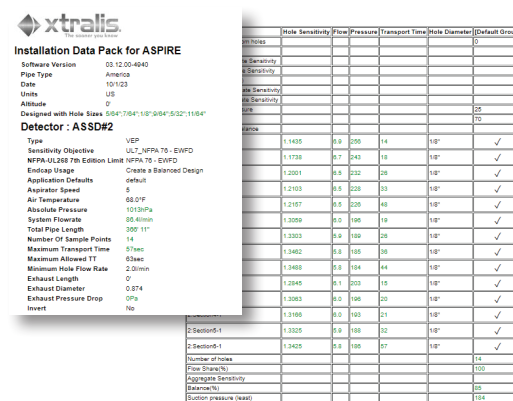 xtralis.
The sooner you know
Installation Data Pack for ASPIRE
Software Version 03.12.00-4940
Pipe Type America
Date 10/1/23
Units US
Altitude 0'
Designed with Hole Sizes 5/64";7/64";1/8";9/64";5/32";11/64"
Detector : ASSD#2
Type VEP
Sensitivity Objective UL7_NFPA 76 - EWFD
NFPA-UL268 7th Edition Limit NFPA 76 - EWFD
Endcap Usage Create a Balanced Design
Application Defaults default
Aspirator Speed 5
Air Temperature 68.0°F
Absolute Pressure 1013hPa
System Flowrate 86.4l/min
Total Pipe Length 366' 11"
Number Of Sample Points 14
Maximum Transport Time 57sec
Maximum Allowed TT 63sec
Minimum Hole Flow Rate 2.0l/min
Exhaust Length 0'
Exhaust Diameter 0.874
Exhaust Pressure Drop 0Pa
Invert No
Hole Sensitivity Flow Pressure Transport Time Hole Diameter [Default Grou
om holes 0
te Sensitivity
e Sensitivity
ate Sensitivity
ole Sensitivity
sure 25
70
alance
1.1435 6.9 256 14 1/8" ✓
1.1738 6.7 243 18 1/8" ✓
1.2001 6.5 232 26 1/8" ✓
1.2103 6.5 228 33 1/8" ✓
1.2157 6.5 226 48 1/8" ✓
1.3059 6.0 196 19 1/8" ✓
1.3303 5.9 189 26 1/8" ✓
1.3462 5.8 185 36 1/8" ✓
1.3488 5.8 184 44 1/8" ✓
1.2845 6.1 203 15 1/8" ✓
1.3063 6.0 196 20 1/8" ✓
2:Section4-1 1.3166 6.0 193 21 1/8" ✓
2:Section5-1 1.3325 5.9 188 32 1/8" ✓
2:Section6-1 1.3425 5.8 186 57 1/8" ✓
Number of holes 14
Flow Share(%) 100
Aggregate Sensitivity
Balance(%) 85
Suction pressure (least) 184